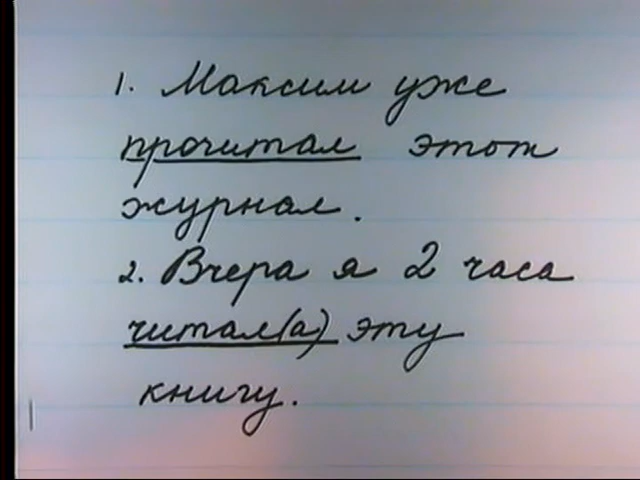 1. Максим уже
прочитал этот
журнал.
2. Вчера я 2 часа
читал(а) эту
книгу.